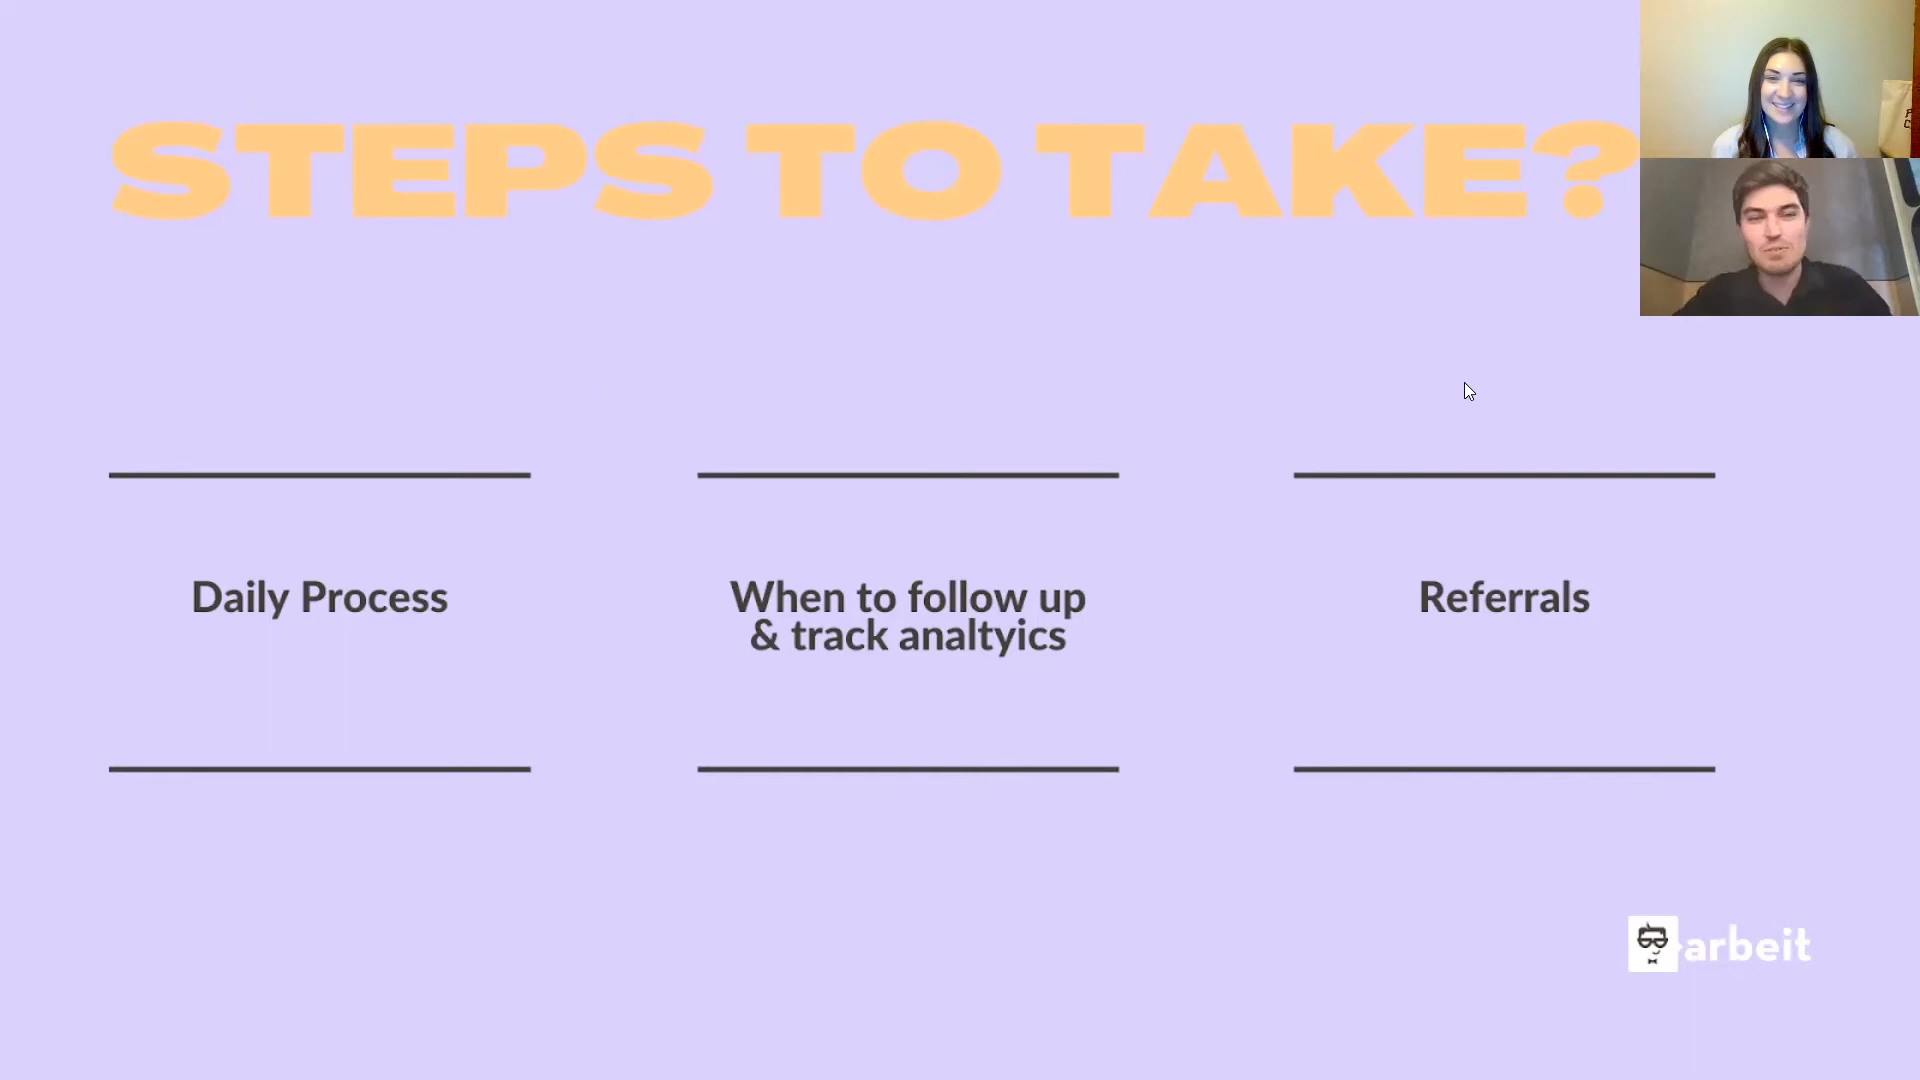 STEPS TO TAKE?
Daily Process
When to follow up
& track analtyics
Referrals
arbeit